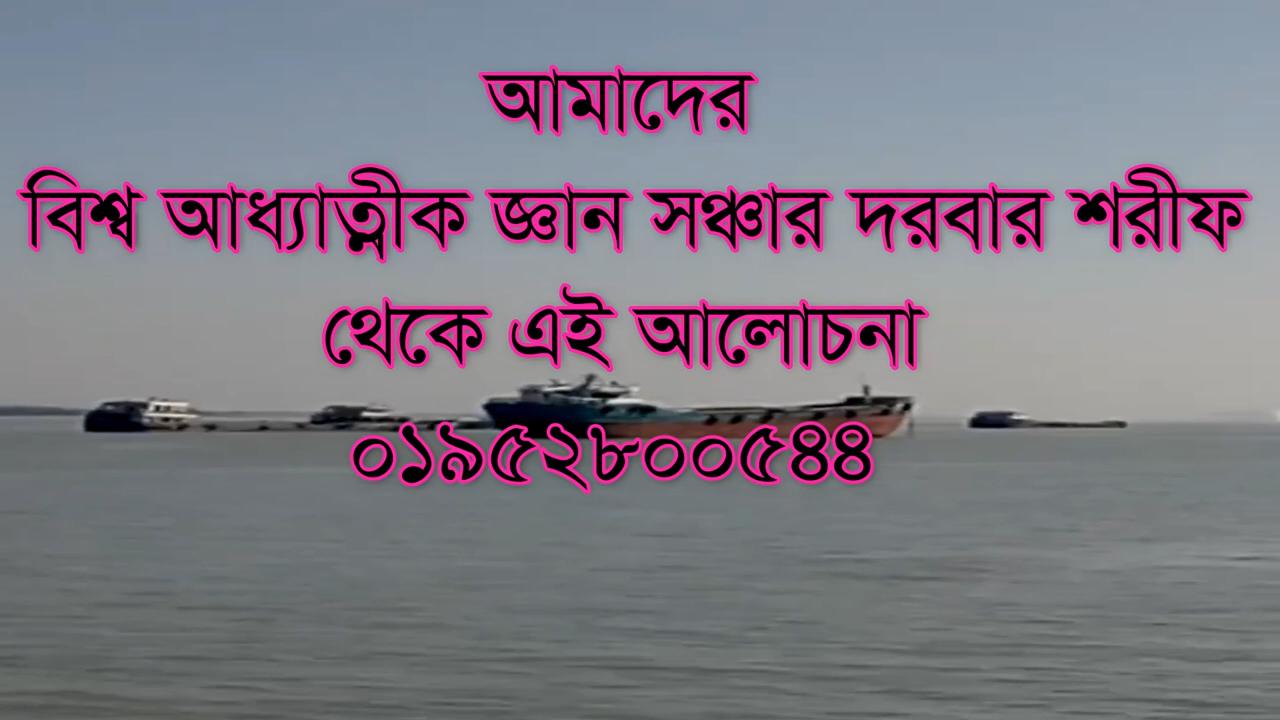 আমাদের
বিশ্ব আধ্যাত্নীক জ্ঞান সঞ্চার দরবার শরীফ
থেকে এই আলোচনা
০১৯৫২৮০০৫৪৪